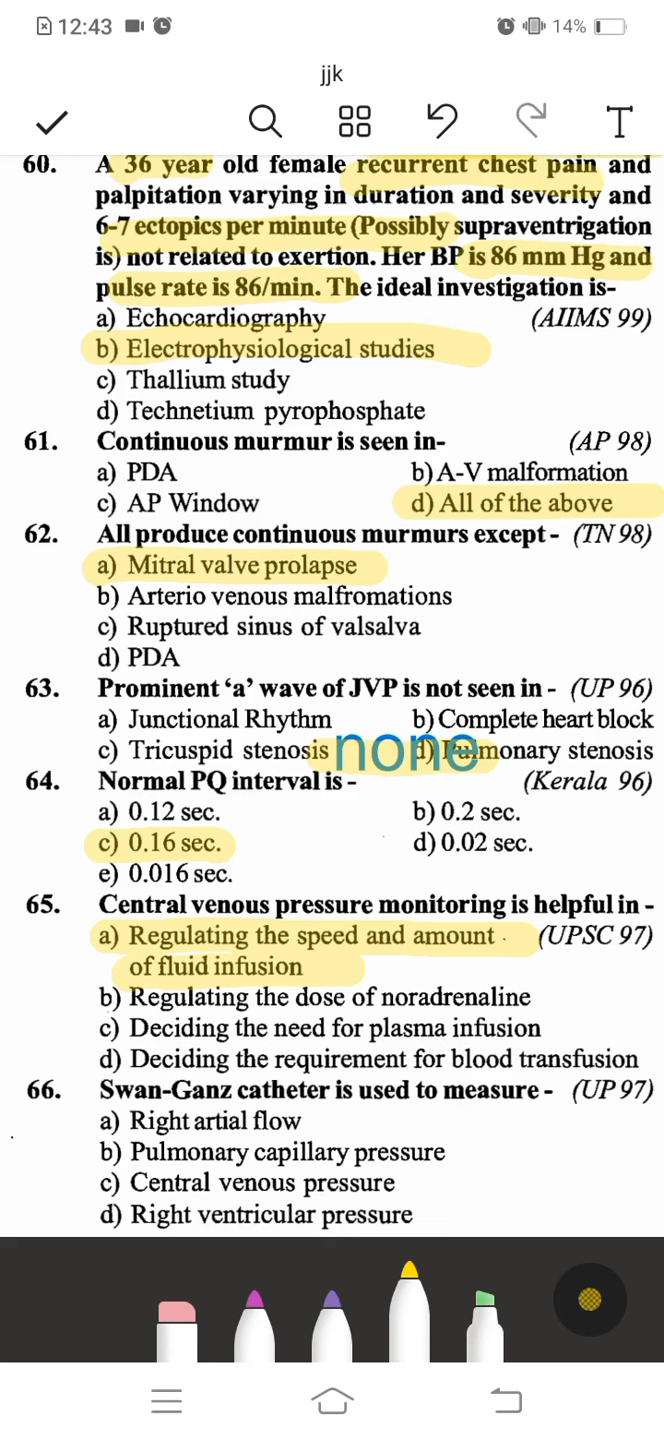 12:43 14%
jjk
T
60. A 36 year old female recurrent chest pain and
palpitation varying in duration and severity and
6-7 ectopics per minute (Possibly supraventrigation
is) not related to exertion. Her BP is 86 mm Hg and
pulse rate is 86/min. The ideal investigation is-
a) Echocardiography (AIIMS 99)
b) Electrophysiological studies
c) Thallium study
d) Technetium pyrophosphate
61. Continuous murmur is seen in- (AP 98)
a) PDA b) A-V malformation
c) AP Window d) All of the above
62. All produce continuous murmurs except - (TN 98)
a) Mitral valve prolapse
b) Arterio venous malfromations
c) Ruptured sinus of valsalva
d) PDA
63. Prominent ‘a’ wave of JVP is not seen in - (UP 96)
a) Junctional Rhythm b) Complete heart block
c) Tricuspid stenosis none d) Pulmonary stenosis
64. Normal PQ interval is - (Kerala 96)
a) 0.12 sec. b) 0.2 sec.
c) 0.16 sec. d) 0.02 sec.
e) 0.016 sec.
65. Central venous pressure monitoring is helpful in -
a) Regulating the speed and amount (UPSC 97)
of fluid infusion
b) Regulating the dose of noradrenaline
c) Deciding the need for plasma infusion
d) Deciding the requirement for blood transfusion
66. Swan-Ganz catheter is used to measure - (UP 97)
a) Right artial flow
b) Pulmonary capillary pressure
c) Central venous pressure
d) Right ventricular pressure